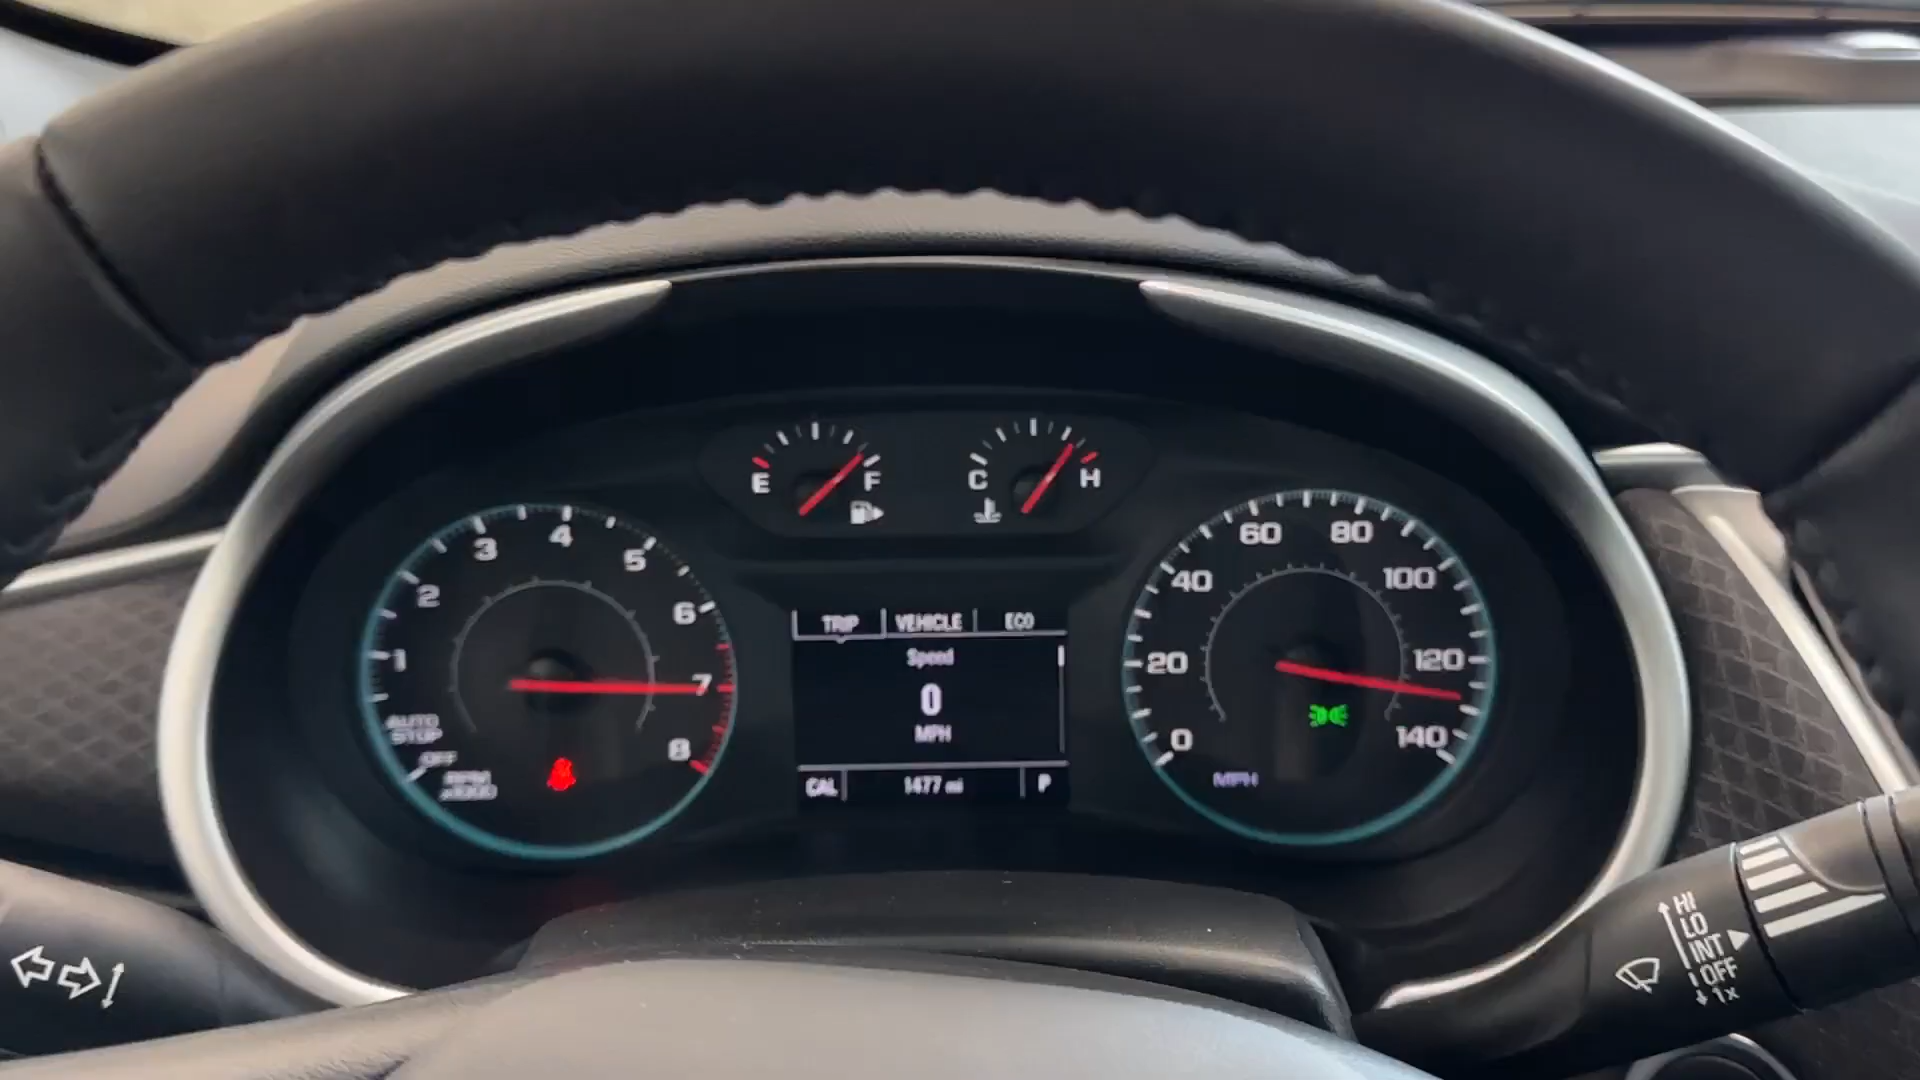 E F
C H
1 2 3 4 5 6 7 8
AUTO
STOP
OFF
RPM
x1000
TRIP VEHICLE ECO
Speed
0
MPH
CAL 1477 mi P
0 20 40 60 80 100 120 140
MPH
HI
LO
INT
OFF
1x